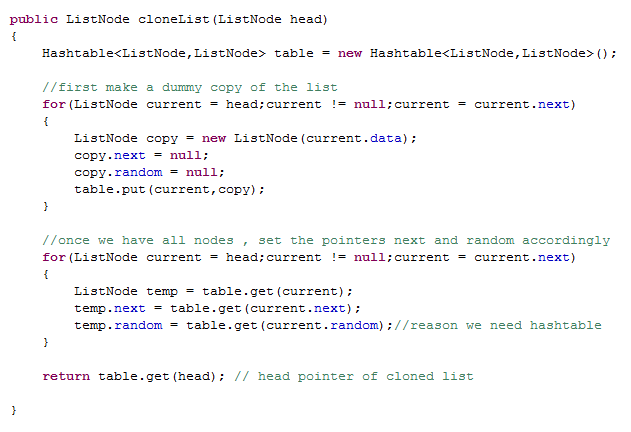 public ListNode cloneList(ListNode head)
{
    Hashtable<ListNode,ListNode> table = new Hashtable<ListNode,ListNode>();

    //first make a dummy copy of the list
    for(ListNode current = head;current != null;current = current.next)
    {
        ListNode copy = new ListNode(current.data);
        copy.next = null;
        copy.random = null;
        table.put(current,copy);
    }

    //once we have all nodes , set the pointers next and random accordingly
    for(ListNode current = head;current != null;current = current.next)
    {
        ListNode temp = table.get(current);
        temp.next = table.get(current.next);
        temp.random = table.get(current.random);//reason we need hashtable
    }

    return table.get(head); // head pointer of cloned list

}